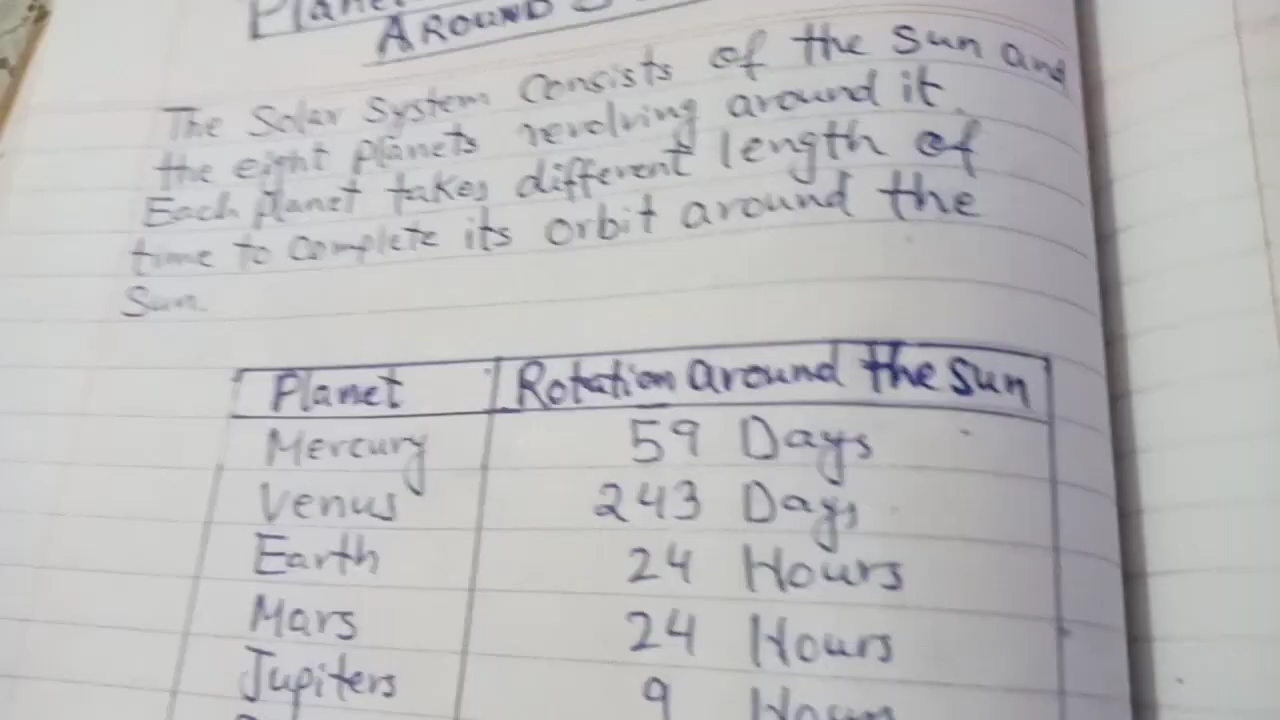 Planet
AROUND
The Solar System Consists of the Sun and
the eight Planets revolving around it.
Each planet takes different length of
time to complete its orbit around the
Sun.
Planet Rotation around the sun
Mercury 59 Days
Venus 243 Days
Earth 24 Hours
Mars 24 Hours
Jupiters 9 Hours